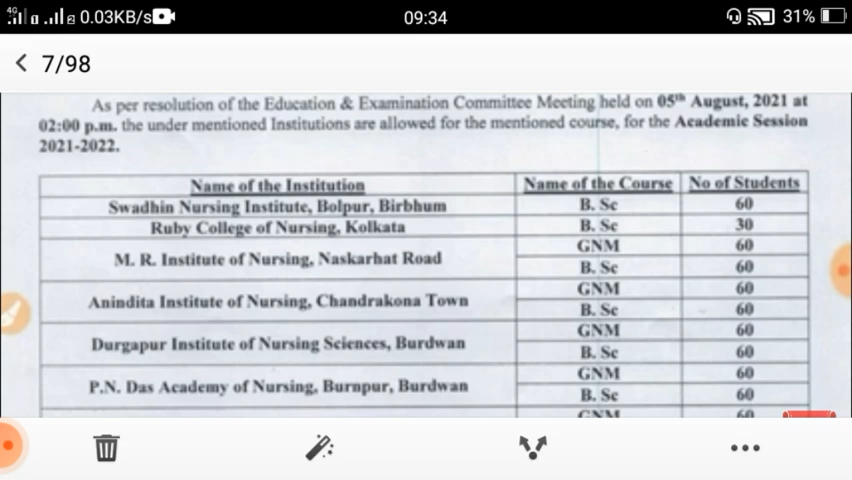 4G 0.03KB/s 09:34 31%
7/98
As per resolution of the Education & Examination Committee Meeting held on 05th August, 2021 at
02:00 p.m. the under mentioned Institutions are allowed for the mentioned course, for the Academic Session
2021-2022.
Name of the Institution Name of the Course No of Students
Swadhin Nursing Institute, Bolpur, Birbhum B. Sc 60
Ruby College of Nursing, Kolkata B. Sc 30
M. R. Institute of Nursing, Naskarhat Road GNM 60
B. Sc 60
Anindita Institute of Nursing, Chandrakona Town GNM 60
B. Sc 60
Durgapur Institute of Nursing Sciences, Burdwan GNM 60
B. Sc 60
P.N. Das Academy of Nursing, Burnpur, Burdwan GNM 60
B. Sc 60
GNM 60